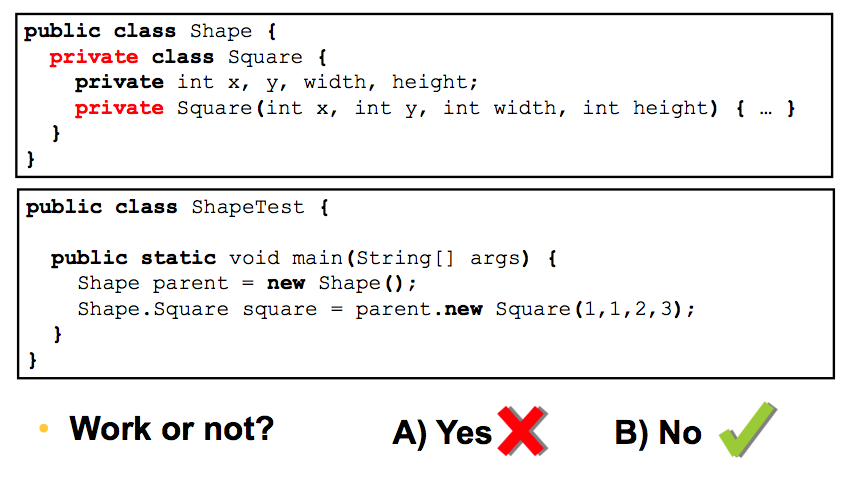 public class Shape {
private class Square {
private int x, y, width, height;
private Square(int x, int y, int width, int height) { … }
}
}
public class ShapeTest {
public static void main(String[] args) {
Shape parent = new Shape();
Shape.Square square = parent.new Square(1,1,2,3);
}
}
• Work or not? A) Yes B) No